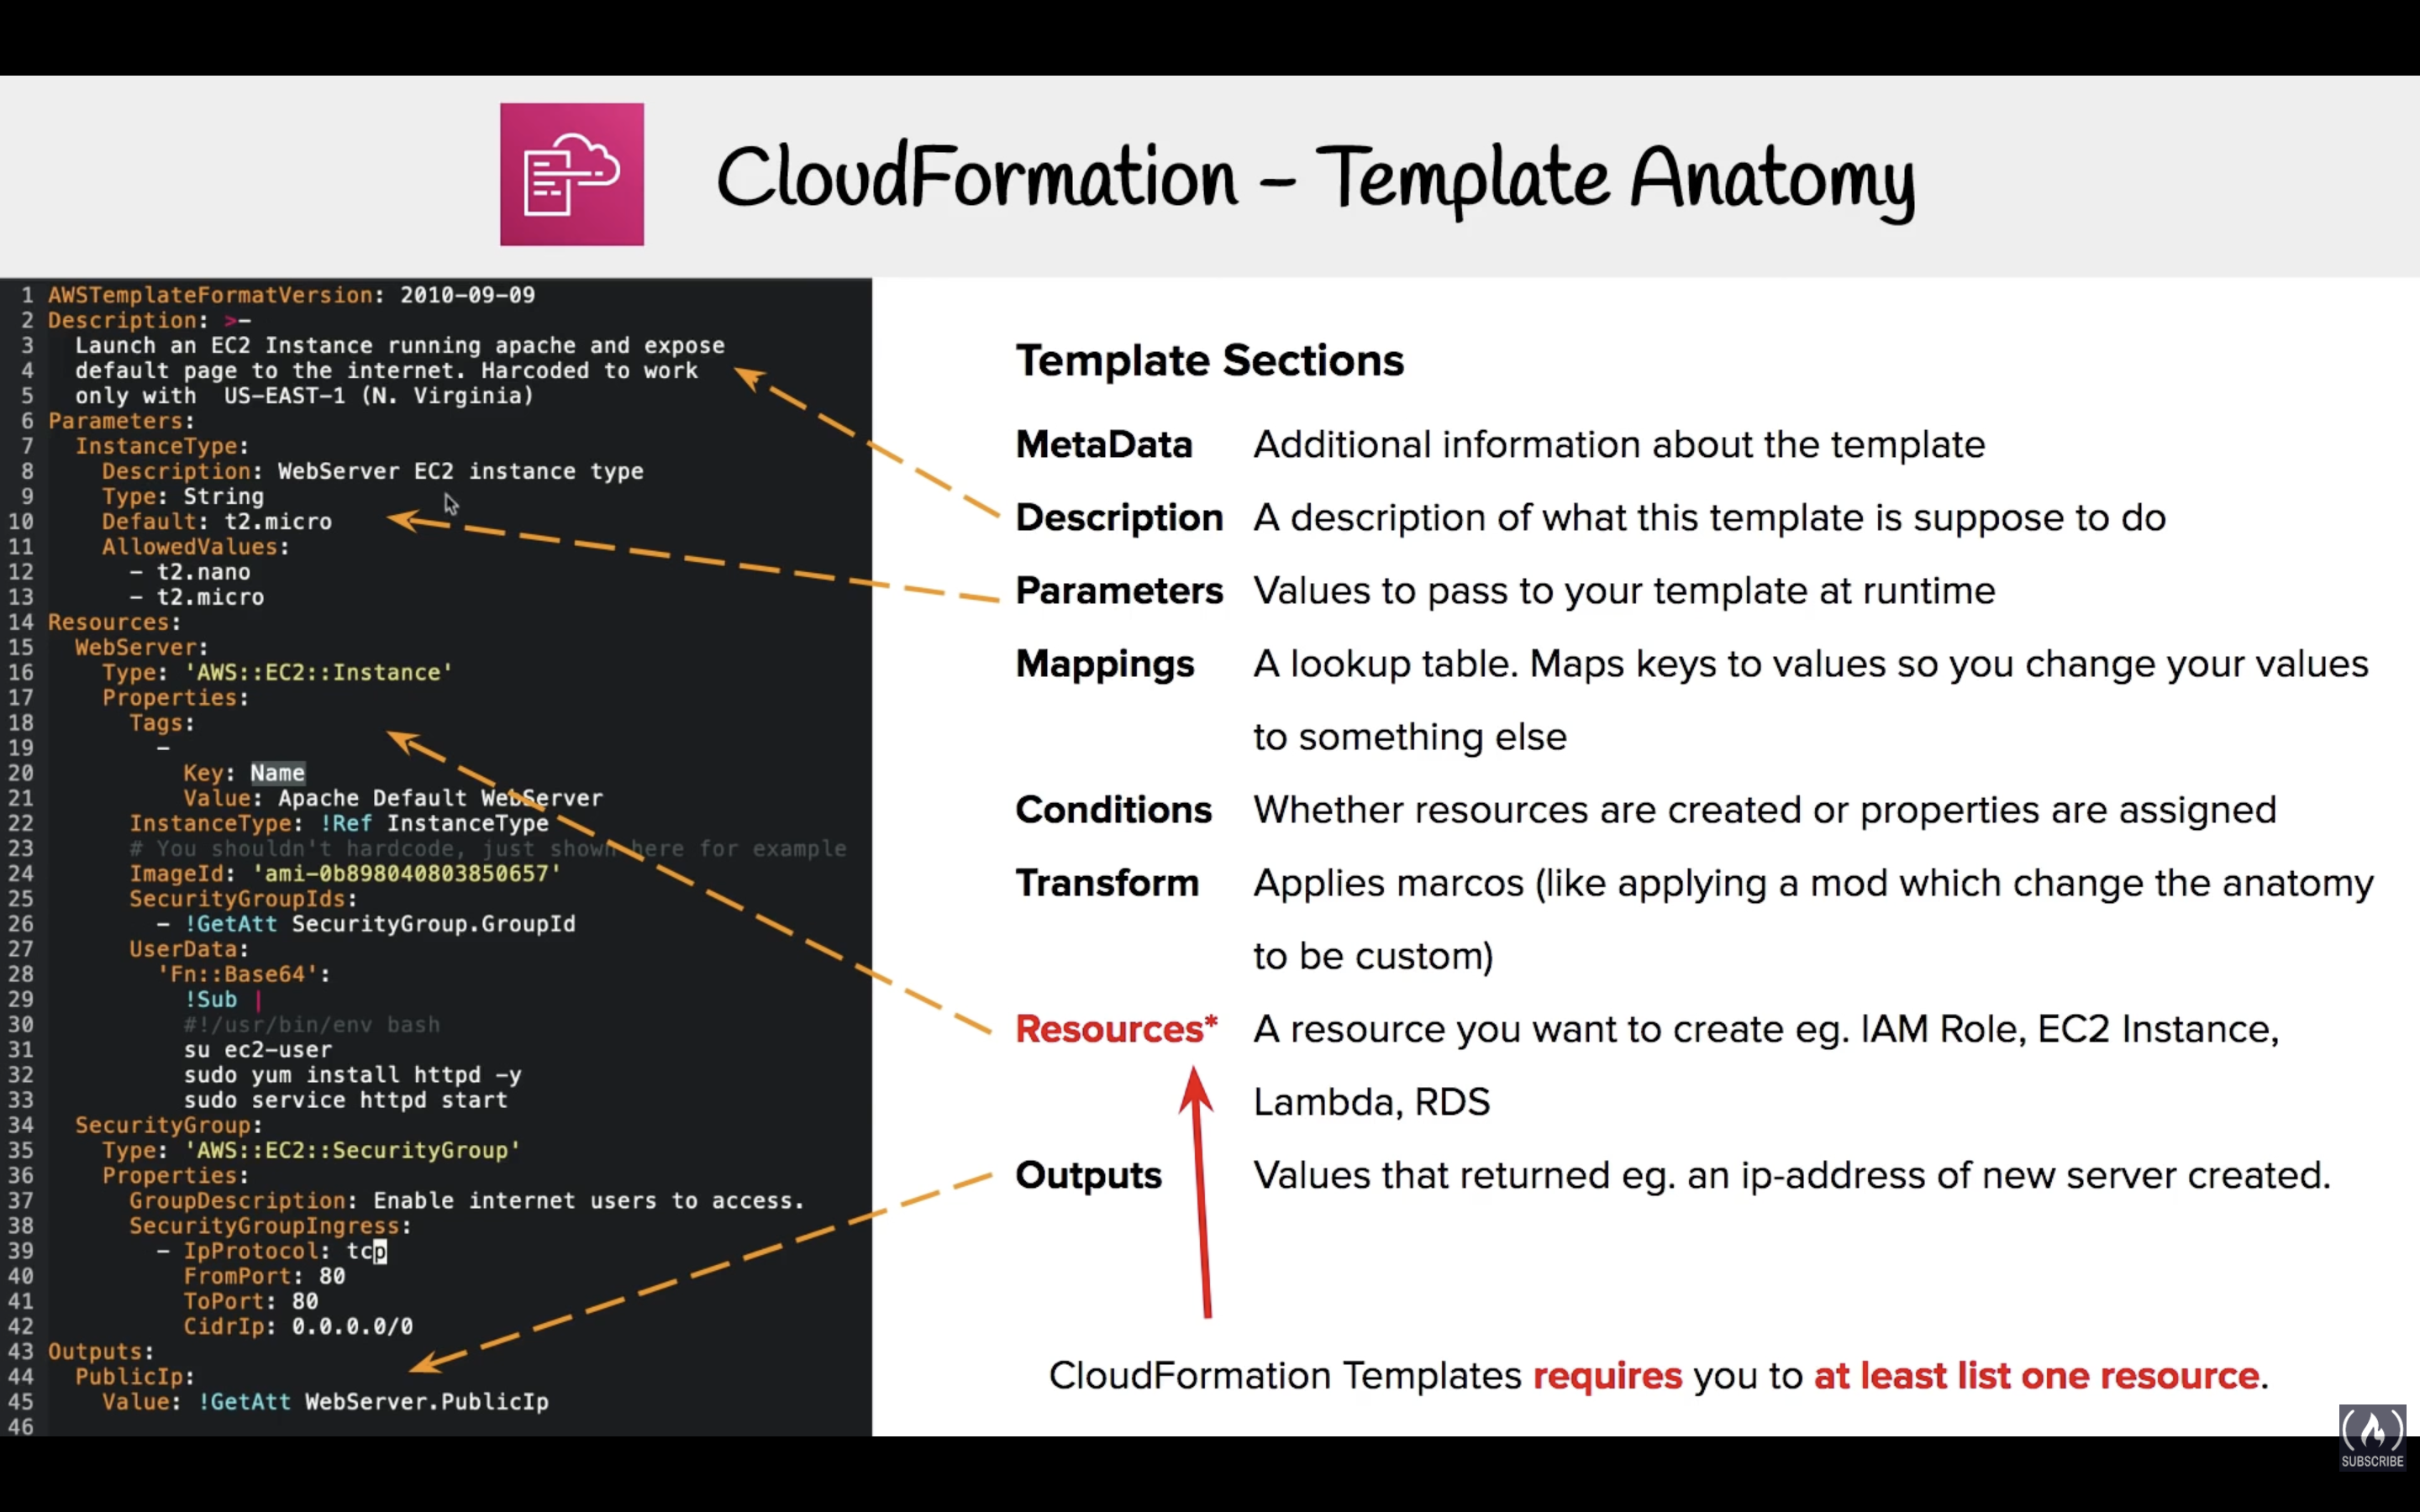 CloudFormation - Template Anatomy
1 AWSTemplateFormatVersion: 2010-09-09
2 Description: >-
3   Launch an EC2 Instance running apache and expose
4   default page to the internet. Harcoded to work
5   only with  US-EAST-1 (N. Virginia)
6 Parameters:
7   InstanceType:
8     Description: WebServer EC2 instance type
9     Type: String
10     Default: t2.micro
11     AllowedValues:
12       - t2.nano
13       - t2.micro
14 Resources:
15   WebServer:
16     Type: 'AWS::EC2::Instance'
17     Properties:
18       Tags:
19         -
20           Key: Name
21           Value: Apache Default WebServer
22       InstanceType: !Ref InstanceType
23       # You shouldn't hardcode, just shown here for example
24       ImageId: 'ami-0b898040803850657'
25       SecurityGroupIds:
26         - !GetAtt SecurityGroup.GroupId
27       UserData:
28         'Fn::Base64':
29           !Sub |
30           #!/usr/bin/env bash
31           su ec2-user
32           sudo yum install httpd -y
33           sudo service httpd start
34   SecurityGroup:
35     Type: 'AWS::EC2::SecurityGroup'
36     Properties:
37       GroupDescription: Enable internet users to access.
38       SecurityGroupIngress:
39         - IpProtocol: tcp
40           FromPort: 80
41           ToPort: 80
42           CidrIp: 0.0.0.0/0
43 Outputs:
44   PublicIp:
45     Value: !GetAtt WebServer.PublicIp
46
Template Sections
MetaData Additional information about the template
Description A description of what this template is suppose to do
Parameters Values to pass to your template at runtime
Mappings A lookup table. Maps keys to values so you change your values
to something else
Conditions Whether resources are created or properties are assigned
Transform Applies marcos (like applying a mod which change the anatomy
to be custom)
Resources* A resource you want to create eg. IAM Role, EC2 Instance,
Lambda, RDS
Outputs Values that returned eg. an ip-address of new server created.
CloudFormation Templates requires you to at least list one resource.
SUBSCRIBE